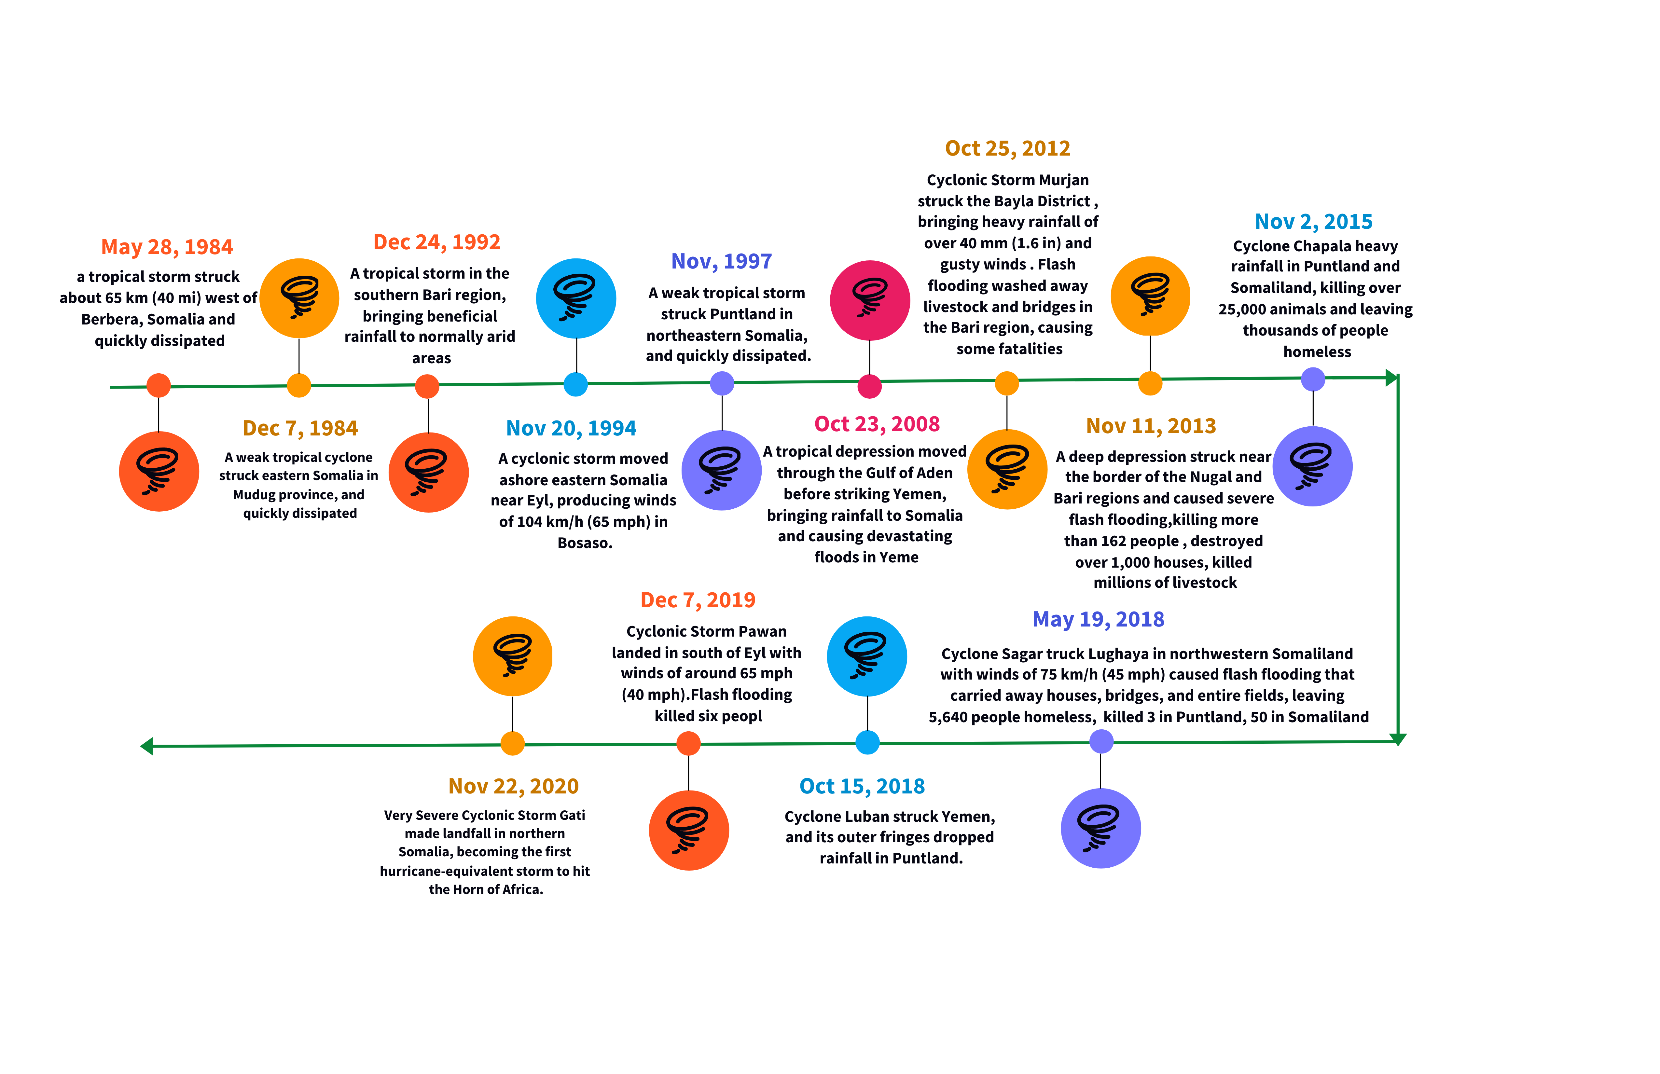 May 28, 1984
a tropical storm struck
about 65 km (40 mi) west of
Berbera, Somalia and
quickly dissipated
Dec 7, 1984
A weak tropical cyclone
struck eastern Somalia in
Mudug province, and
quickly dissipated
Dec 24, 1992
A tropical storm in the
southern Bari region,
bringing beneficial
rainfall to normally arid
areas
Nov 20, 1994
A cyclonic storm moved
ashore eastern Somalia
near Eyl, producing winds
of 104 km/h (65 mph) in
Bosaso.
Nov, 1997
A weak tropical storm
struck Puntland in
northeastern Somalia,
and quickly dissipated.
Oct 23, 2008
A tropical depression moved
through the Gulf of Aden
before striking Yemen,
bringing rainfall to Somalia
and causing devastating
floods in Yeme
Oct 25, 2012
Cyclonic Storm Murjan
struck the Bayla District ,
bringing heavy rainfall of
over 40 mm (1.6 in) and
gusty winds . Flash
flooding washed away
livestock and bridges in
the Bari region, causing
some fatalities
Nov 11, 2013
A deep depression struck near
the border of the Nugal and
Bari regions and caused severe
flash flooding,killing more
than 162 people , destroyed
over 1,000 houses, killed
millions of livestock
Nov 2, 2015
Cyclone Chapala heavy
rainfall in Puntland and
Somaliland, killing over
25,000 animals and leaving
thousands of people
homeless
May 19, 2018
Cyclone Sagar truck Lughaya in northwestern Somaliland
with winds of 75 km/h (45 mph) caused flash flooding that
carried away houses, bridges, and entire fields, leaving
5,640 people homeless, killed 3 in Puntland, 50 in Somaliland
Oct 15, 2018
Cyclone Luban struck Yemen,
and its outer fringes dropped
rainfall in Puntland.
Dec 7, 2019
Cyclonic Storm Pawan
landed in south of Eyl with
winds of around 65 mph
(40 mph).Flash flooding
killed six peopl
Nov 22, 2020
Very Severe Cyclonic Storm Gati
made landfall in northern
Somalia, becoming the first
hurricane-equivalent storm to hit
the Horn of Africa.